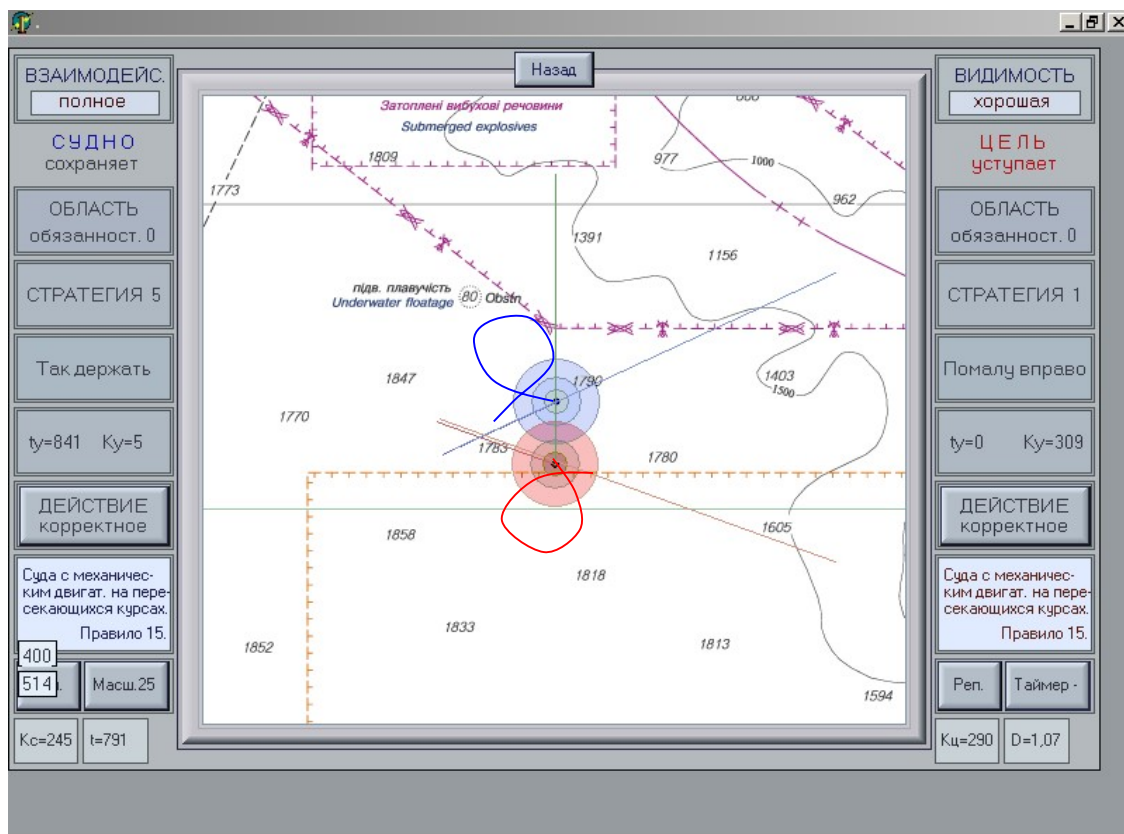 Назад
ВЗАИМОДЕЙС.
полное
СУДНО
сохраняет
ОБЛАСТЬ
обязанност. 0
СТРАТЕГИЯ 5
Так держать
ty=841 Ку=5
ДЕЙСТВИЕ
корректное
Суда с механичес-
ким двигат. на пере-
секающихся курсах.
Правило 15.
400
514
Масш.25
Кс=245
t=791
Затоплені вибухові речовини
Submerged explosives
1809
977
1000
1773
962
1391
1156
підв. плавучість
Underwater floatage
80
Obstn
1847
1790
1403
1500
1770
1783
1780
1858
1605
1818
1833
1852
1813
1594
ВИДИМОСТЬ
хорошая
ЦЕЛЬ
уступает
ОБЛАСТЬ
обязанност. 0
СТРАТЕГИЯ 1
Помалу вправо
ty=0 Ку=309
ДЕЙСТВИЕ
корректное
Суда с механичес-
ким двигат. на пере-
секающихся курсах.
Правило 15.
Реп.
Таймер -
Кц=290
D=1,07